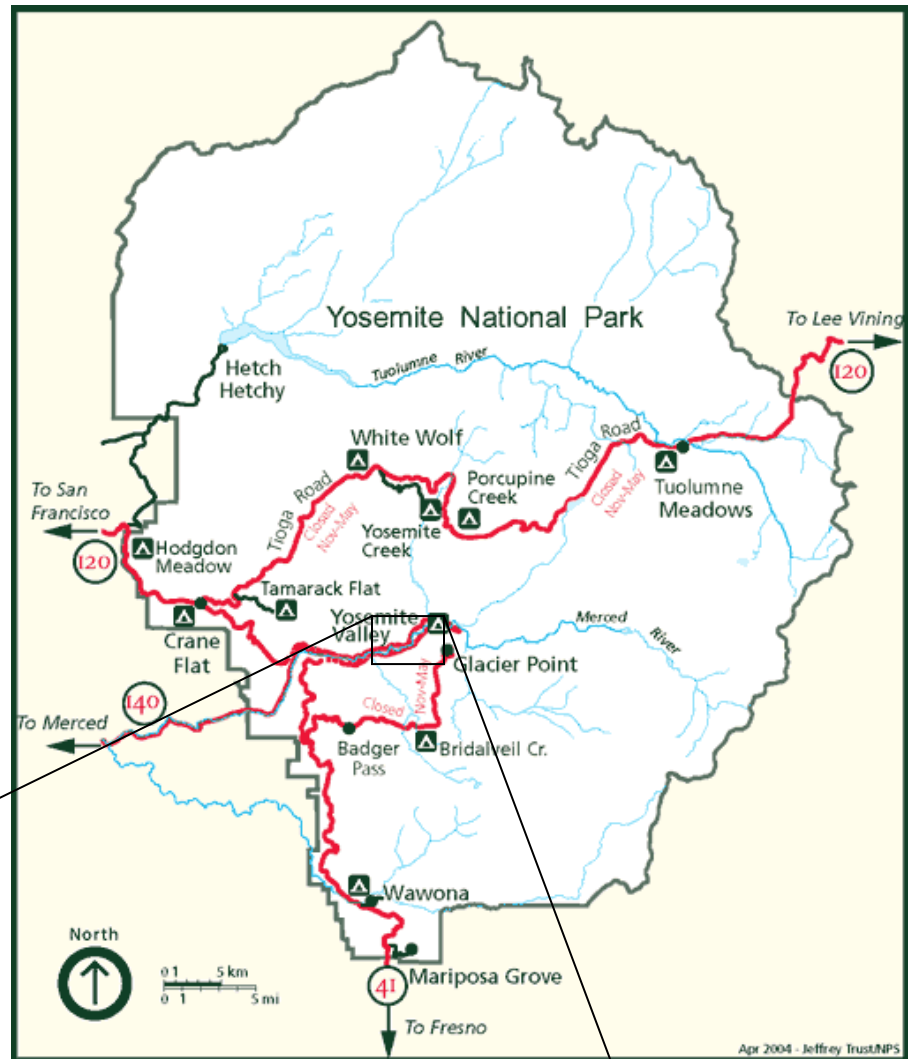 Yosemite National Park
To Lee Vining
120
Tuolumne River
Hetch
Hetchy
White Wolf
Tioga Road
Porcupine
Creek
Tioga Road
Closed
Nov-May
Tuolumne
Meadows
To San
Francisco
Closed
Nov-May
Yosemite
Creek
120
Hodgdon
Meadow
Tamarack Flat
Yosemite
Valley
Merced River
Crane
Flat
Glacier Point
140
To Merced
Closed
Nov-May
Badger
Pass
Bridalveil Cr.
Wawona
North
0 1 5 km
0 1 5 mi
Mariposa Grove
41
To Fresno
Apr 2004 - Jeffrey Trust/NPS